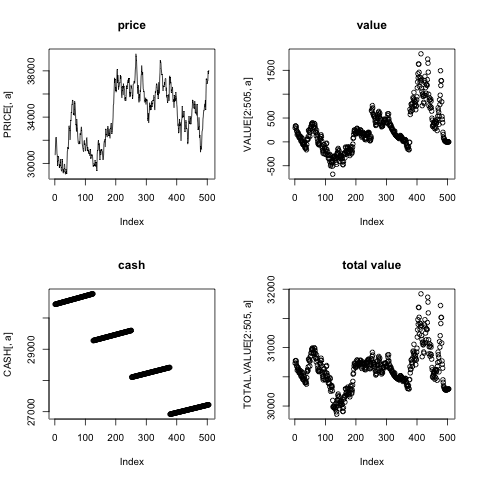 price
PRICE[, a]
30000 34000 38000
0 100 200 300 400 500
Index
value
VALUE[2:505, a]
-500 0 500 1500
0 100 200 300 400 500
Index
cash
CASH[, a]
27000 29000
0 100 200 300 400 500
Index
total value
TOTAL.VALUE[2:505, a]
30000 31000 32000
0 100 200 300 400 500
Index